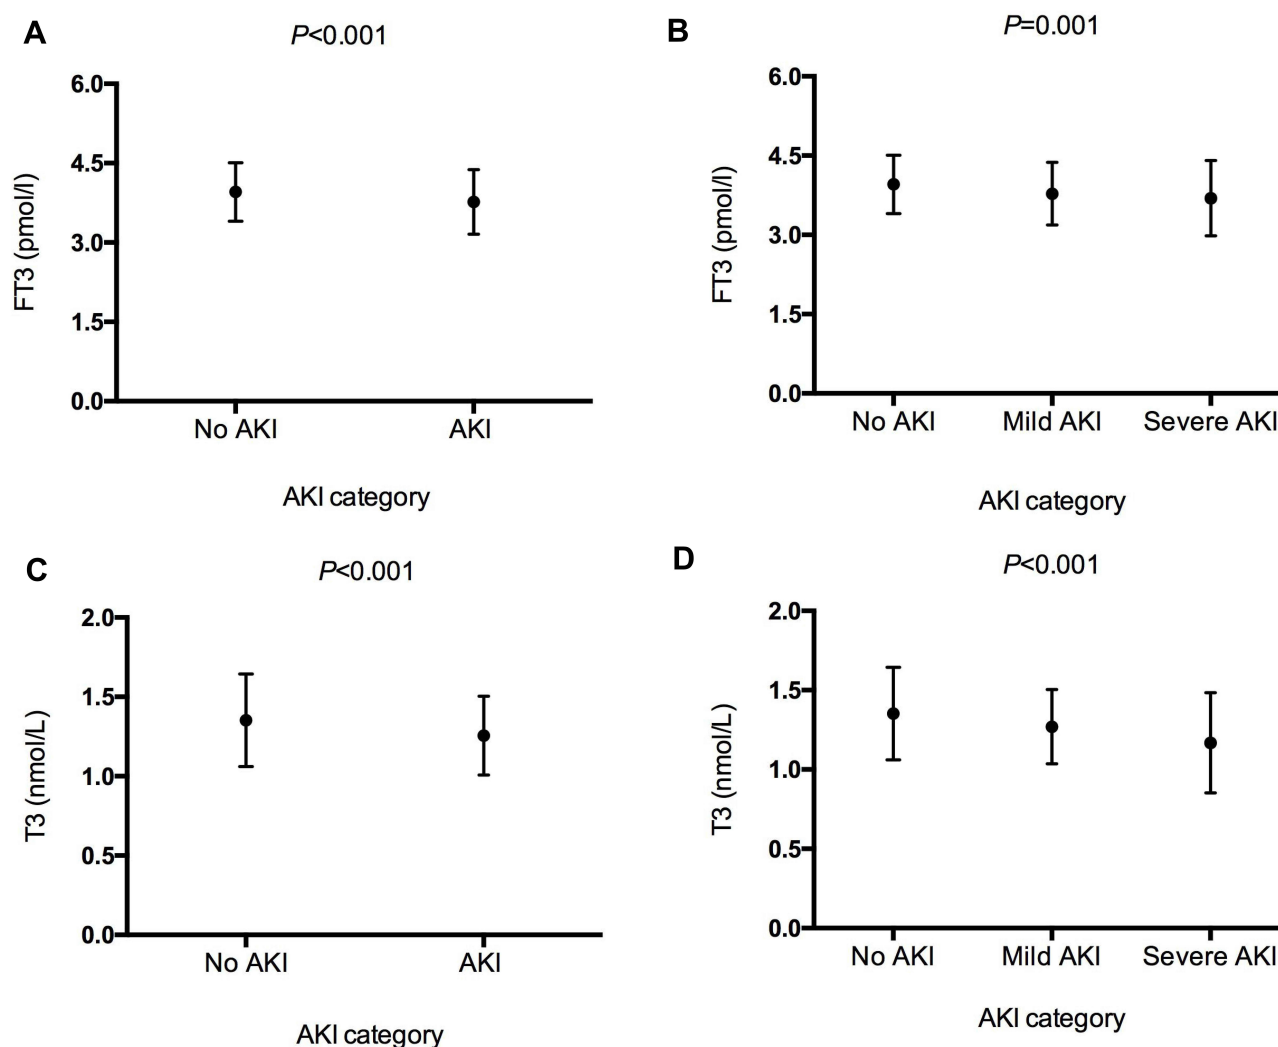 A
P<0.001
6.0
4.5
3.0
1.5
0.0
FT3 (pmol/l)
No AKI
AKI
AKI category
B
P=0.001
6.0
4.5
3.0
1.5
0.0
FT3 (pmol/l)
No AKI
Mild AKI
Severe AKI
AKI category
C
P<0.001
2.0
1.5
1.0
0.5
0.0
T3 (nmol/L)
No AKI
AKI
AKI category
D
P<0.001
2.0
1.5
1.0
0.5
0.0
T3 (nmol/L)
No AKI
Mild AKI
Severe AKI
AKI category